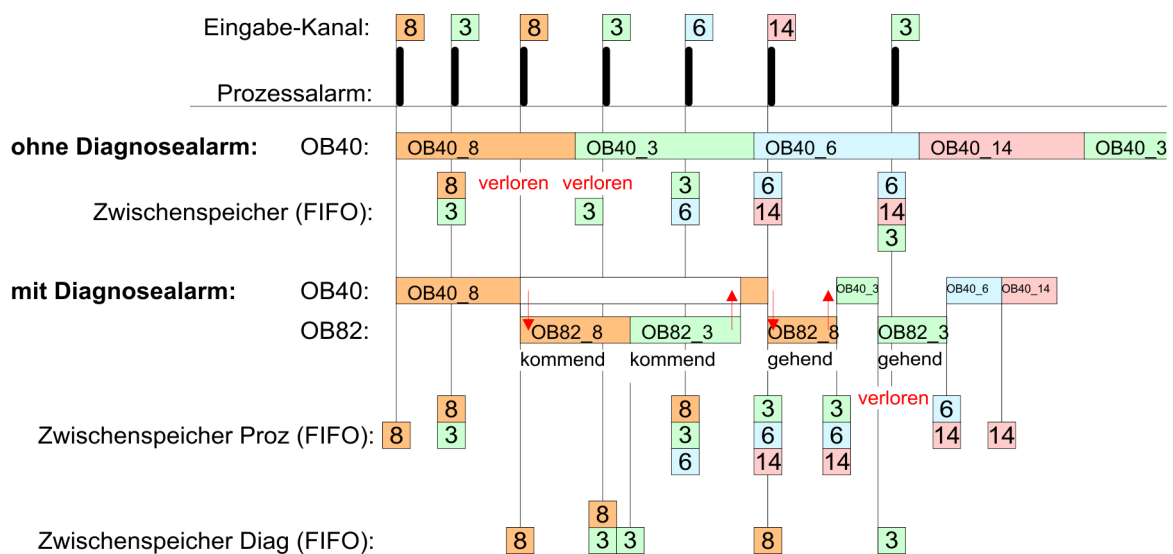 Eingabe-Kanal: 8 3 8 3 6 14 3
Prozessalarm:
ohne Diagnosealarm: OB40: OB40_8 OB40_3 OB40_6 OB40_14 OB40_3
8 verloren verloren 3 6 6
Zwischenspeicher (FIFO): 3 3 6 14 14
3
mit Diagnosealarm: OB40: OB40_8 OB40_3 OB40_6 OB40_14
OB82: OB82_8 OB82_3 OB82_8 OB82_3
kommend kommend gehend gehend
verloren
8 8 3 3 6
Zwischenspeicher Proz (FIFO): 8 3 3 6 6 14 14
6 14 14
8
Zwischenspeicher Diag (FIFO): 8 3 3 8 3